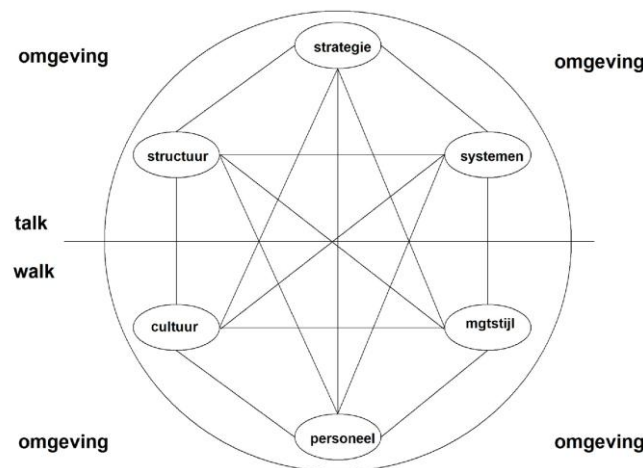 strategie
omgeving
omgeving
structuur
systemen
talk
walk
cultuur
mgtstijl
omgeving
personeel
omgeving